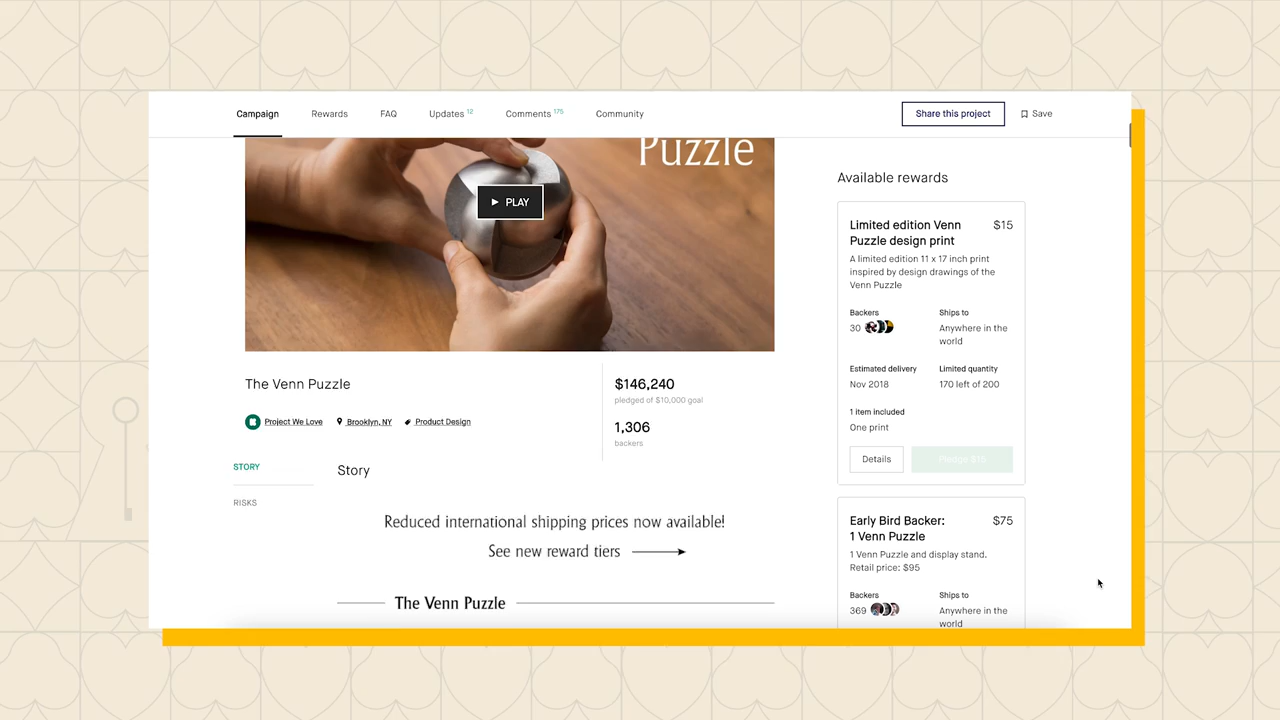 Campaign
Rewards
FAQ
Updates 12
Comments 175
Community
Share this project
Save
Puzzle
PLAY
The Venn Puzzle
Project We Love
Brooklyn, NY
Product Design
$146,240
pledged of $10,000 goal
1,306
backers
STORY
RISKS
Story
Reduced international shipping prices now available!
See new reward tiers
The Venn Puzzle
Available rewards
Limited edition Venn $15
Puzzle design print
A limited edition 11 x 17 inch print
inspired by design drawings of the
Venn Puzzle
Backers
30
Ships to
Anywhere in the
world
Estimated delivery
Nov 2018
Limited quantity
170 left of 200
1 item included
One print
Details
Pledge $15
Early Bird Backer: $75
1 Venn Puzzle
1 Venn Puzzle and display stand.
Retail price: $95
Backers
369
Ships to
Anywhere in the
world